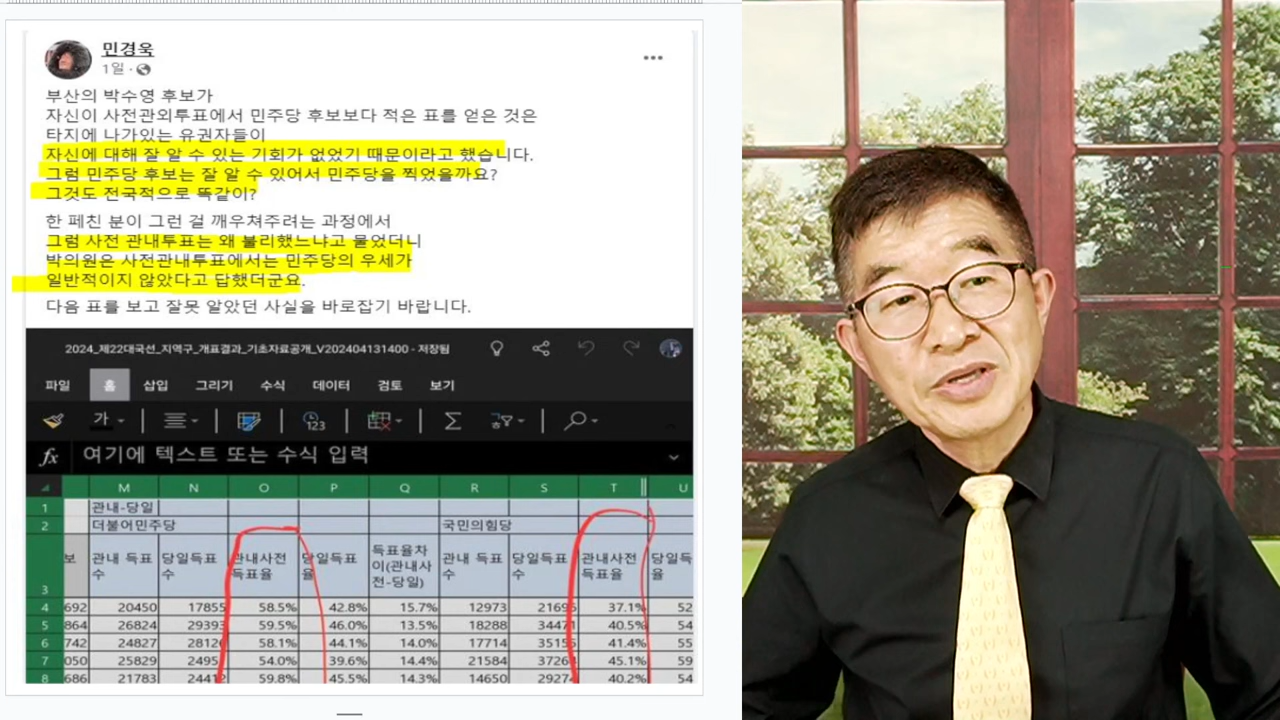 민경욱
1일 ·
부산의 박수영 후보가
자신이 사전관외투표에서 민주당 후보보다 적은 표를 얻은 것은
타지에 나가있는 유권자들이
자신에 대해 잘 알 수 있는 기회가 없었기 때문이라고 했습니다.
그럼 민주당 후보는 잘 알 수 있어서 민주당을 찍었을까요?
그것도 전국적으로 똑같이?
한 페친 분이 그런 걸 깨우쳐주려는 과정에서
그럼 사전 관내투표는 왜 불리했느냐고 물었더니
박의원은 사전관내투표에서는 민주당의 우세가
일반적이지 않았다고 답했더군요.
다음 표를 보고 잘못 알았던 사실을 바로잡기 바랍니다.
2024_제22대국선_지역구_개표결과_기초자료공개_V202404131400 - 저장됨
파일 홈 삽입 그리기 수식 데이터 검토 보기
가 123
fx 여기에 텍스트 또는 수식 입력
M N O P Q R S T U
1 관내-당일
2 더불어민주당 국민의힘당
3 보 관내 득표수 당일득표수 관내사전 득표율 당일득표율 득표율차이(관내사전-당일) 관내 득표수 당일득표수 관내사전 득표율 당일득표율
4 692 20450 17855 58.5% 42.8% 15.7% 12973 21695 37.1% 52
5 864 26824 29393 59.5% 46.0% 13.5% 18288 34471 40.5% 54
6 742 24827 28126 58.1% 44.1% 14.0% 17714 35155 41.4% 55
7 050 25829 2495 54.0% 39.6% 14.4% 21584 37264 45.1% 59
8 686 21783 24412 59.8% 45.5% 14.3% 14650 29274 40.2% 54